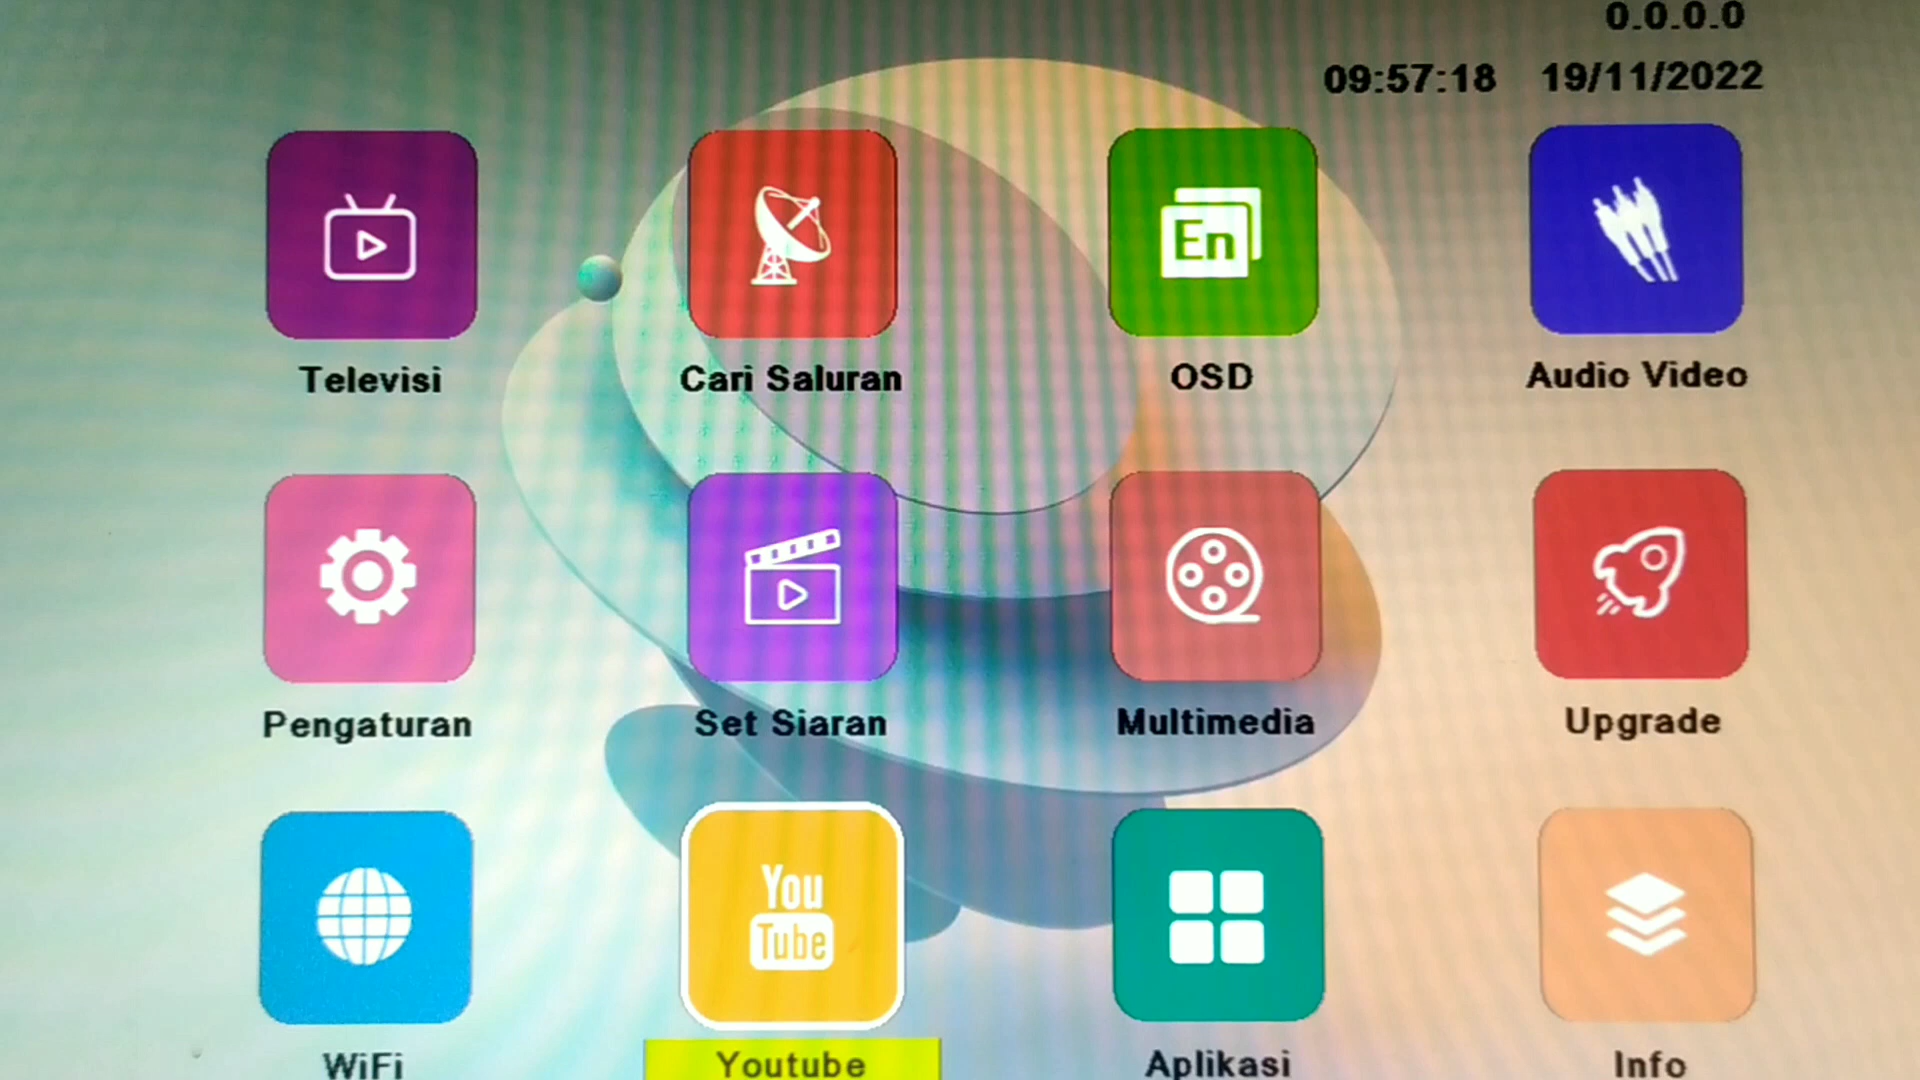 0.0.0.0
09:57:18 19/11/2022
En
Televisi Cari Saluran OSD Audio Video
Pengaturan Set Siaran Multimedia Upgrade
You
Tube
WiFi Youtube Aplikasi Info